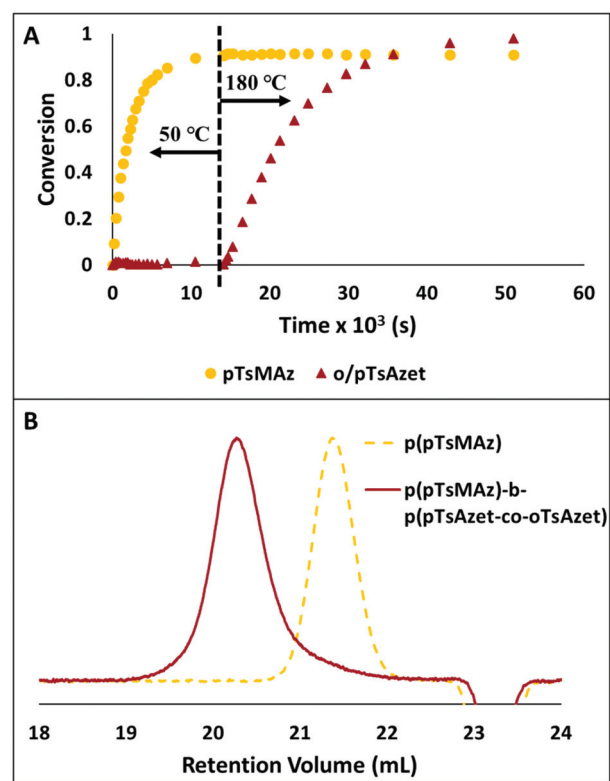 A
Conversion
1
0.8
0.6
0.4
0.2
0
180 °C
50 °C
0 10 20 30 40 50 60
Time x 10³ (s)
pTsMAz o/pTsAzet
B
p(pTsMAz)
p(pTsMAz)-b-
p(pTsAzet-co-oTsAzet)
18 19 20 21 22 23 24
Retention Volume (mL)